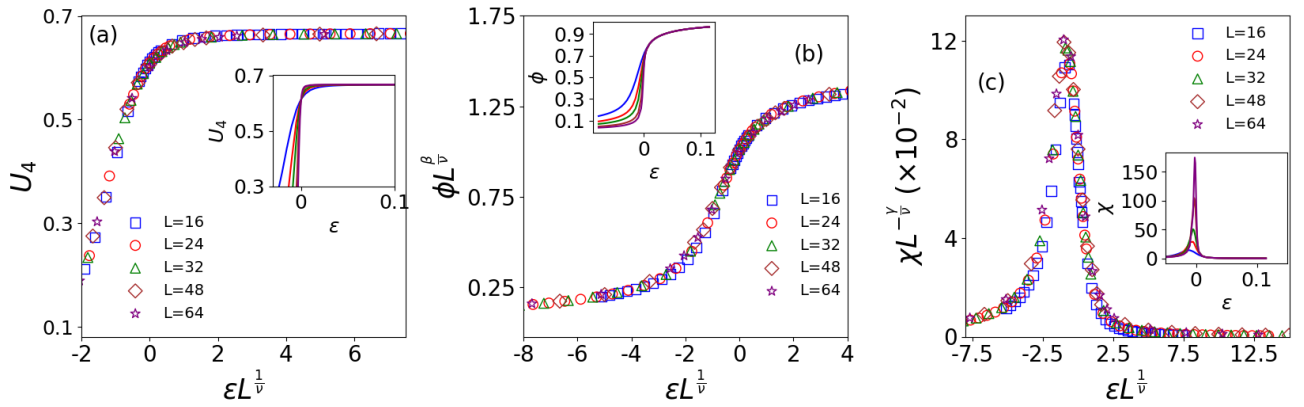 (a)
U₄
0.7
0.5
0.3
0.1
-2
0
2
4
6
εL^{1/ν}
L=16
L=24
L=32
L=48
L=64
U₄
0.7
0.5
0.3
0
0.1
ε
(b)
ϕL^{β/ν}
1.75
1.25
0.75
0.25
-8
-6
-4
-2
0
2
4
εL^{1/ν}
L=16
L=24
L=32
L=48
L=64
ϕ
0.9
0.7
0.5
0.3
0.1
0
0.1
ε
(c)
χL^{-γ/ν} (×10⁻²)
12
8
4
0
-7.5
-2.5
2.5
7.5
12.5
εL^{1/ν}
L=16
L=24
L=32
L=48
L=64
χ
150
100
50
0
0
0.1
ε